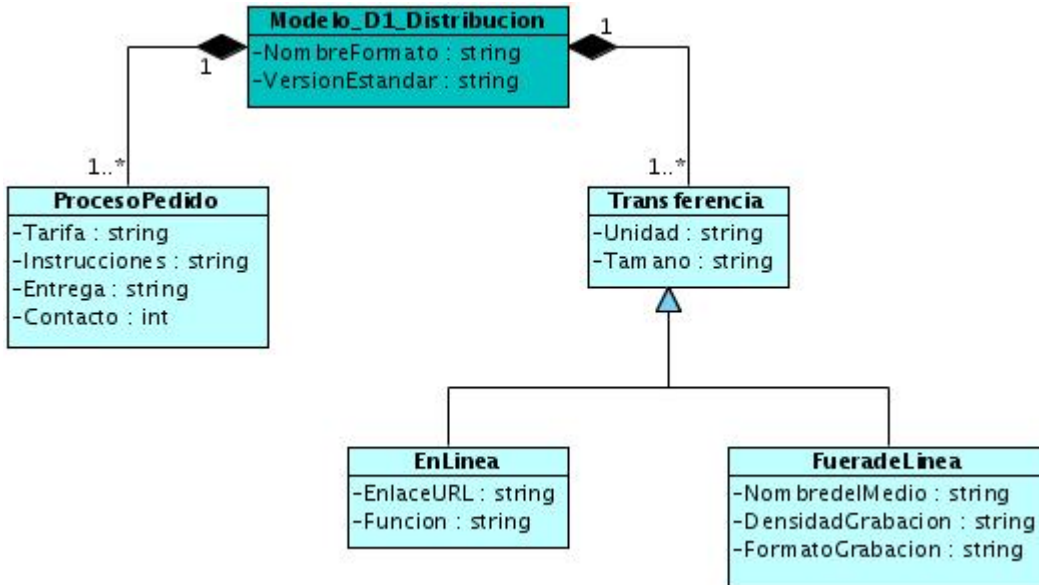 Modelo_D1_Distribucion
-NombreFormato : string
-VersionEstandar : string
1
1
1..*
1..*
ProcesoPedido
-Tarifa : string
-Instrucciones : string
-Entrega : string
-Contacto : int
Transferencia
-Unidad : string
-Tamano : string
EnLinea
-EnlaceURL : string
-Funcion : string
FueradeLinea
-NombredelMedio : string
-DensidadGrabacion : string
-FormatoGrabacion : string